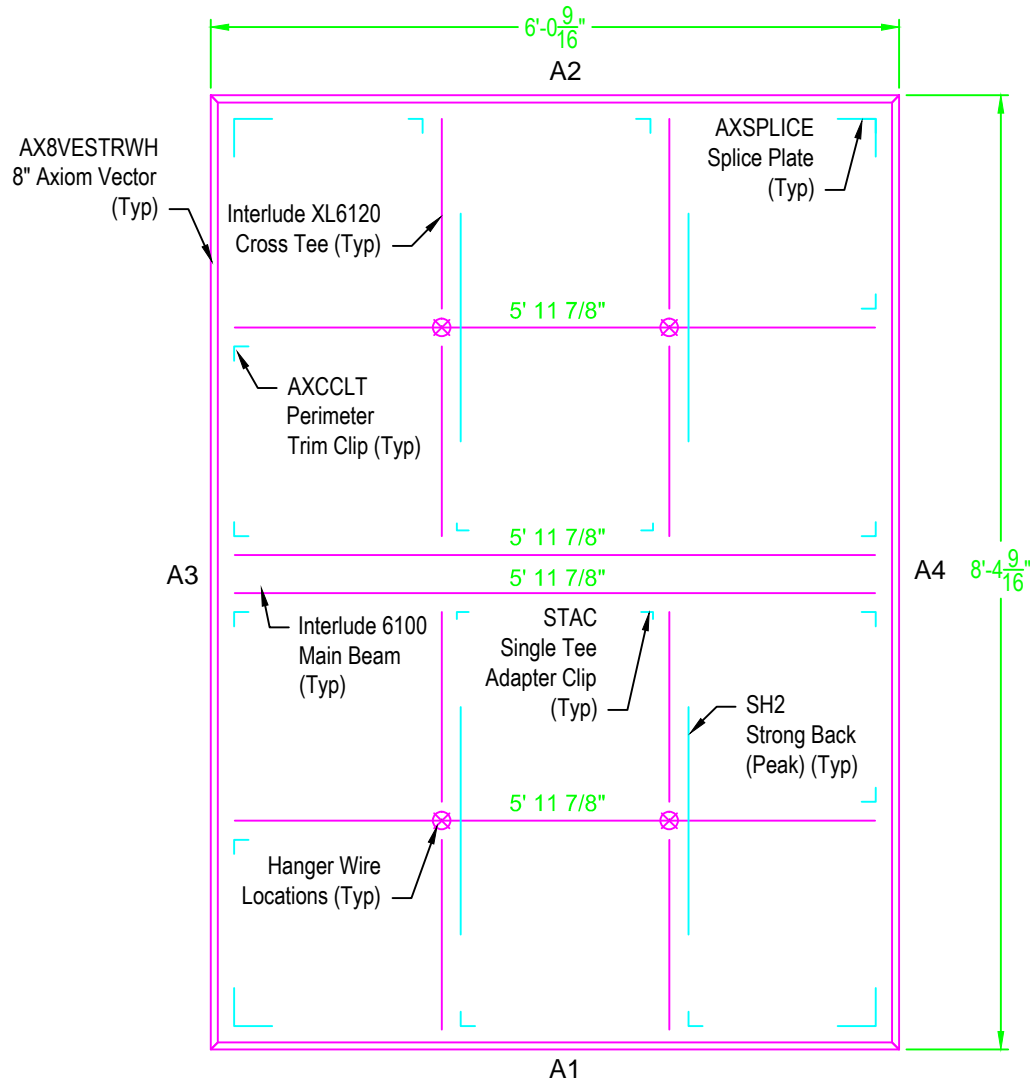 6'-0 9/16"
A2
AX8VESTRWH
8" Axiom Vector
(Typ)
AXSPLICE
Splice Plate
(Typ)
Interlude XL6120
Cross Tee (Typ)
5' 11 7/8"
AXCCLT
Perimeter
Trim Clip (Typ)
5' 11 7/8"
A3
5' 11 7/8"
A4
8'-4 9/16"
Interlude 6100
Main Beam
(Typ)
STAC
Single Tee
Adapter Clip
(Typ)
SH2
Strong Back
(Peak) (Typ)
5' 11 7/8"
Hanger Wire
Locations (Typ)
A1